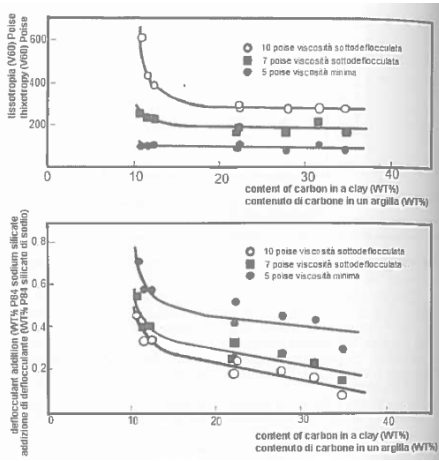 tissotropia (V60) Poise
thixotropy (V60) Poise
600
400
200
○ 10 poise viscosità sottodeflocculata
■ 7 poise viscosità sottodeflocculata
● 5 poise viscosità minima
0 10 20 30 40
content of carbon in a clay (WT%)
contenuto di carbone in un argilla (WT%)
deflocculant addition (WT% P84 sodium silicate
addizione di deflocculante (WT% P84 silicato di sodio)
0.8
0.6
0.4
0.2
○ 10 poise viscosità sottodeflocculata
■ 7 poise viscosità sottodeflocculata
● 5 poise viscosità minima
0 10 20 30 40
content of carbon in a clay (WT%)
contenuto di carbone in un argilla (WT%)